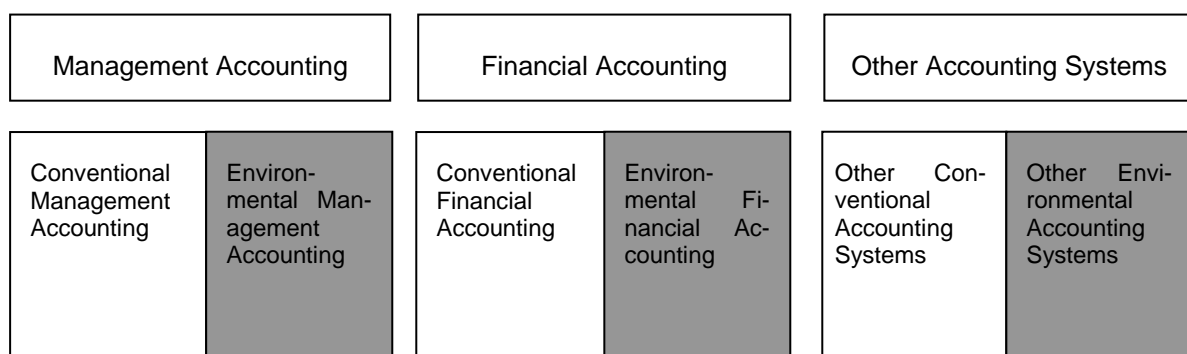 Management Accounting
Financial Accounting
Other Accounting Systems
Conventional
Management
Accounting
Environ-
mental Man-
agement
Accounting
Conventional
Financial
Accounting
Environ-
mental Fi-
nancial Ac-
counting
Other Con-
ventional
Accounting
Systems
Other Envi-
ronmental
Accounting
Systems